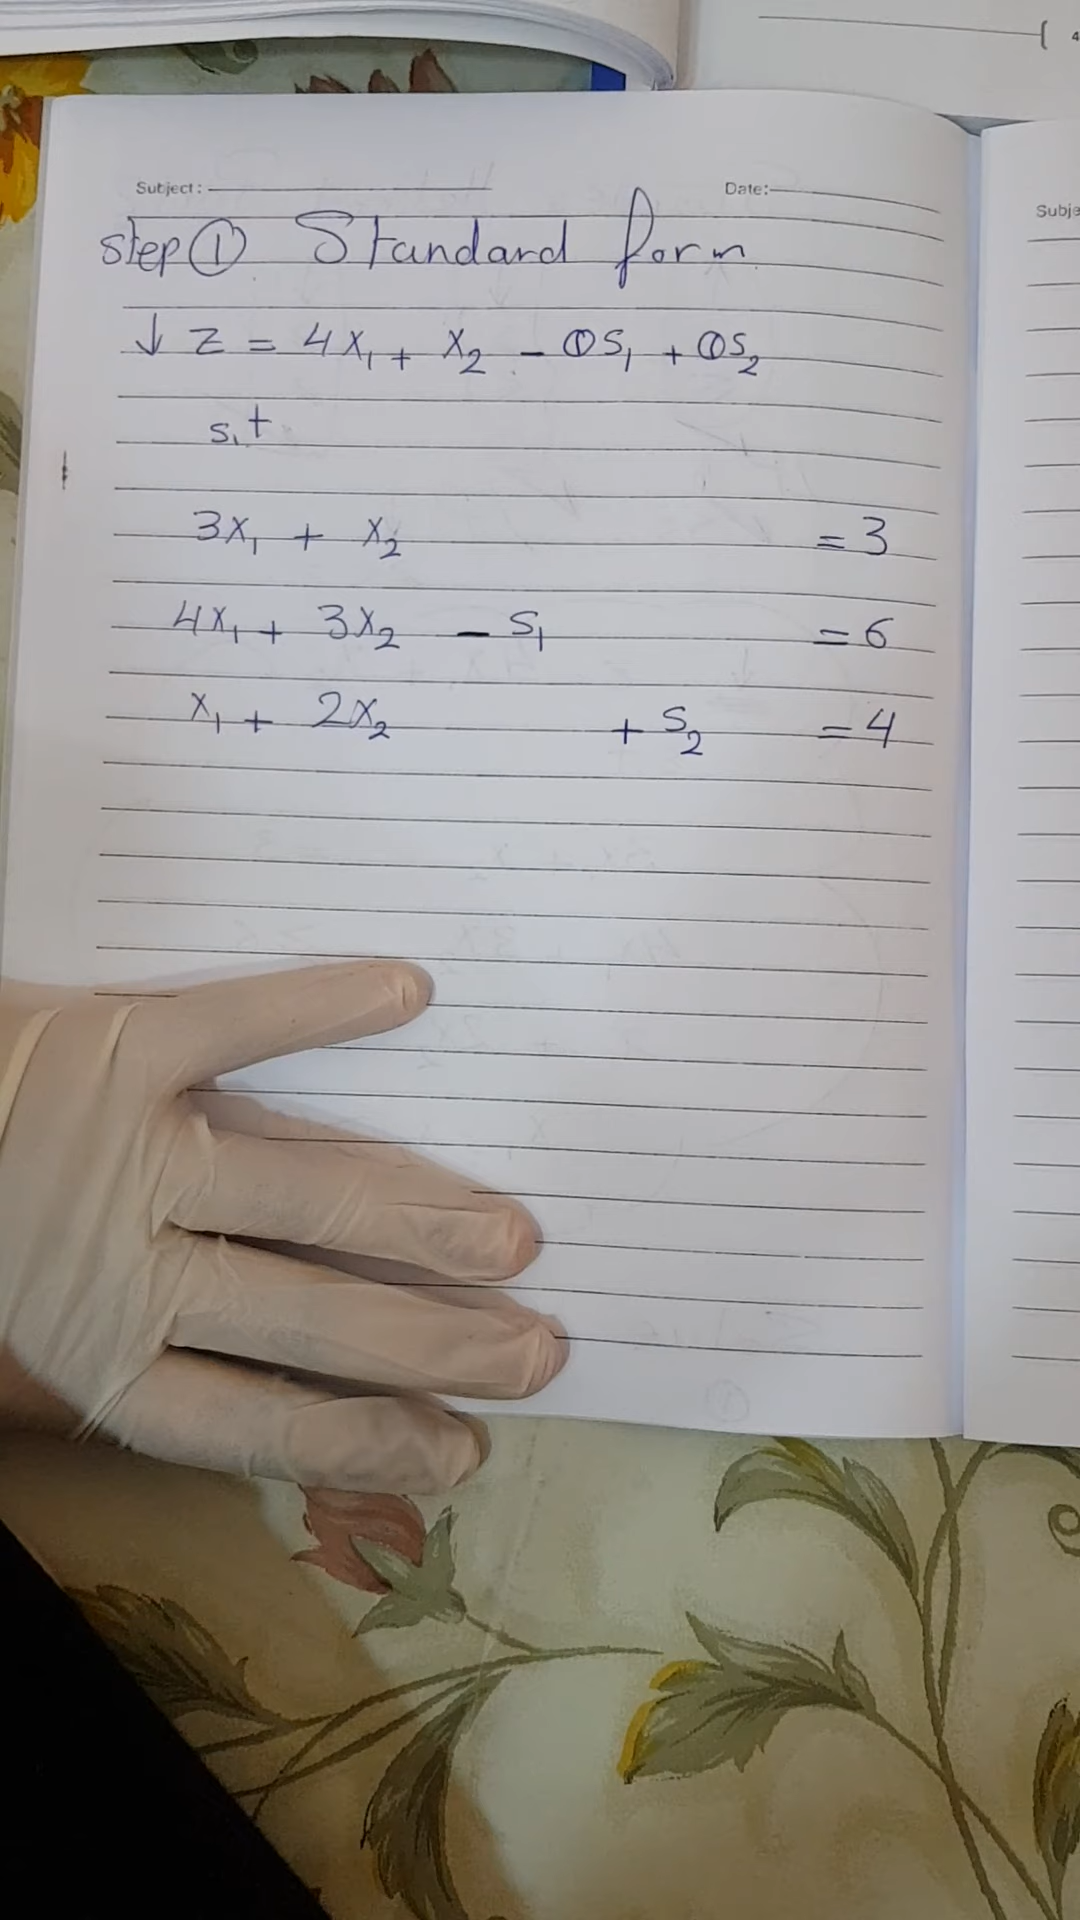 4
Subject:
Date:
Subje
step ① Standard form
↓ Z = 4x₁ + x₂ - 0S₁ + 0S₂
s.t
3x₁ + x₂ = 3
4x₁ + 3x₂ - S₁ = 6
x₁ + 2x₂ + S₂ = 4